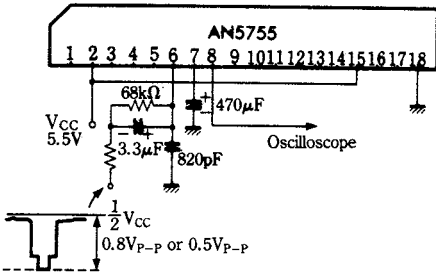 AN5755
1 2 3 4 5 6 7 8 9 10 11 12 13 14 15 16 17 18
68kΩ
+
470μF
−
VCC
5.5V
− +
3.3μF
820pF
Oscilloscope
1/2 VCC
0.8VP-P or 0.5VP-P